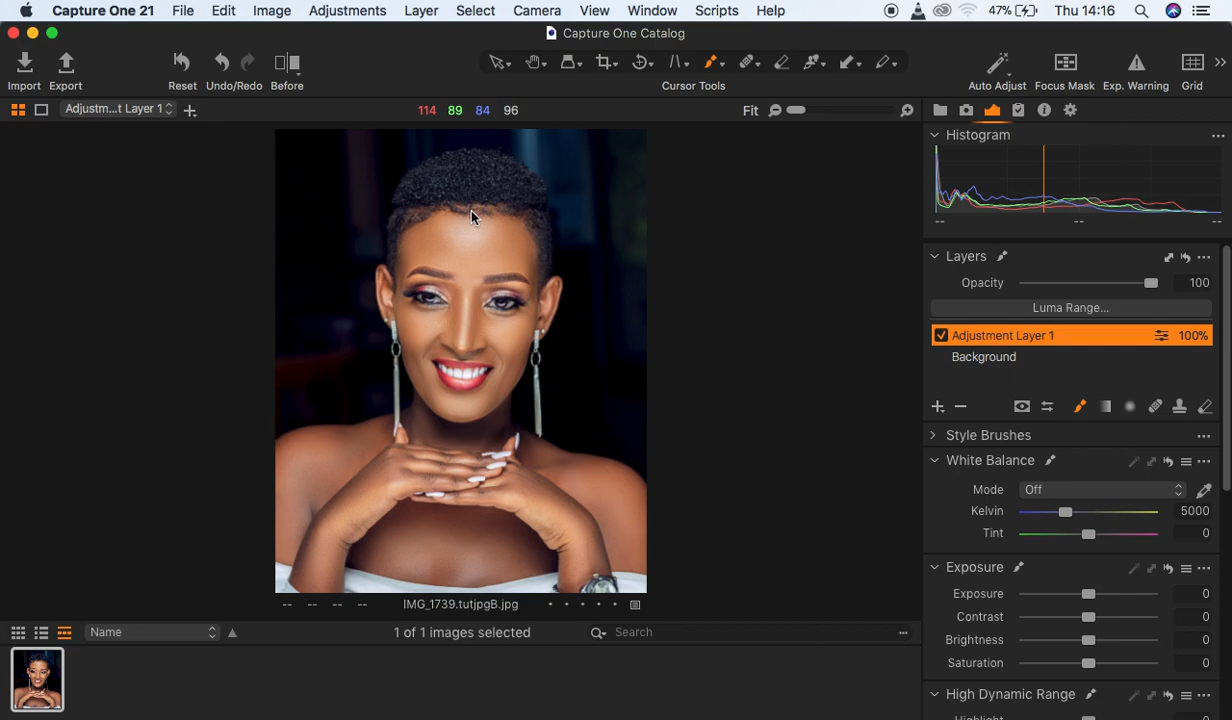 Capture One 21 File Edit Image Adjustments Layer Select Camera View Window Scripts Help 47% Thu 14:16
Capture One Catalog
Import Export Reset Undo/Redo Before Cursor Tools Auto Adjust Focus Mask Exp. Warning Grid
Adjustm...t Layer 1 114 89 84 96 Fit
Histogram
-- -- --
Layers
Opacity 100
Luma Range...
Adjustment Layer 1 100%
Background
Style Brushes
White Balance
Mode Off
Kelvin 5000
Tint 0
Exposure
Exposure 0
Contrast 0
Brightness 0
Saturation 0
High Dynamic Range
Highlight
-- -- -- -- IMG_1739.tutjpgB.jpg
Name 1 of 1 images selected Search